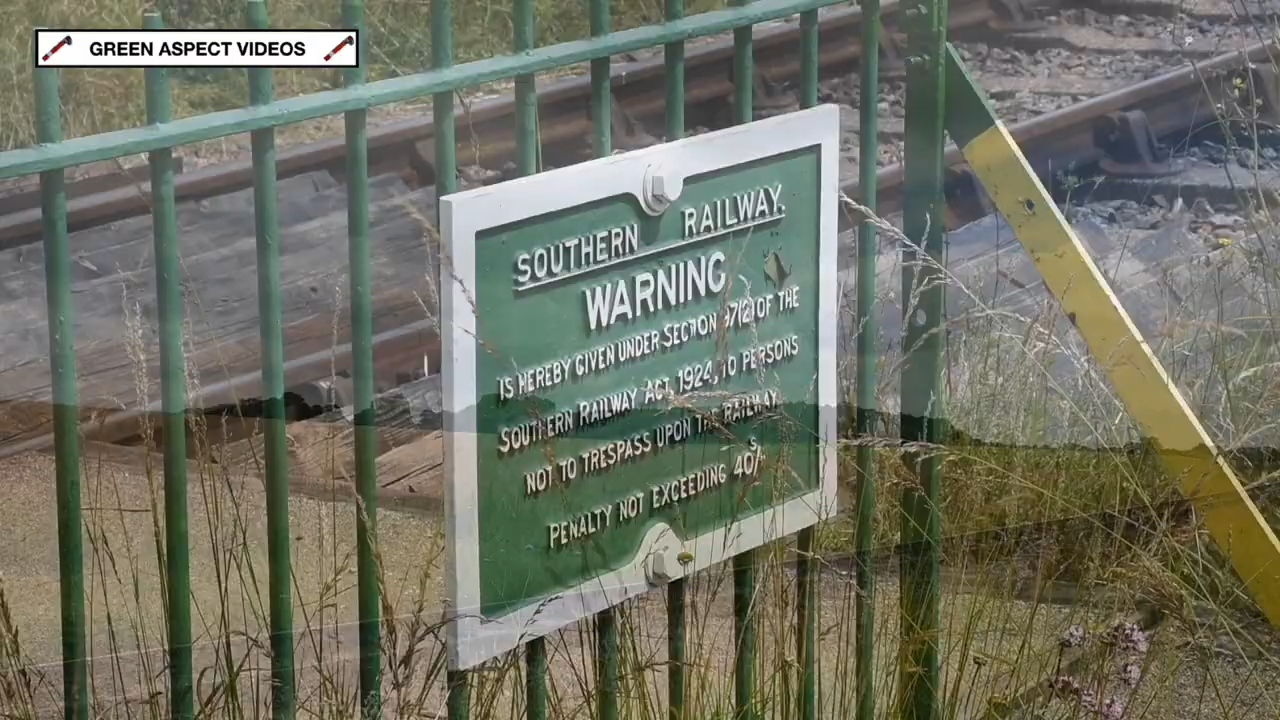 GREEN ASPECT VIDEOS
SOUTHERN RAILWAY.
WARNING
IS HEREBY GIVEN UNDER SECTION 97(2) OF THE
SOUTHERN RAILWAY ACT, 1924, TO PERSONS
NOT TO TRESPASS UPON THE RAILWAY
PENALTY NOT EXCEEDING 40/S